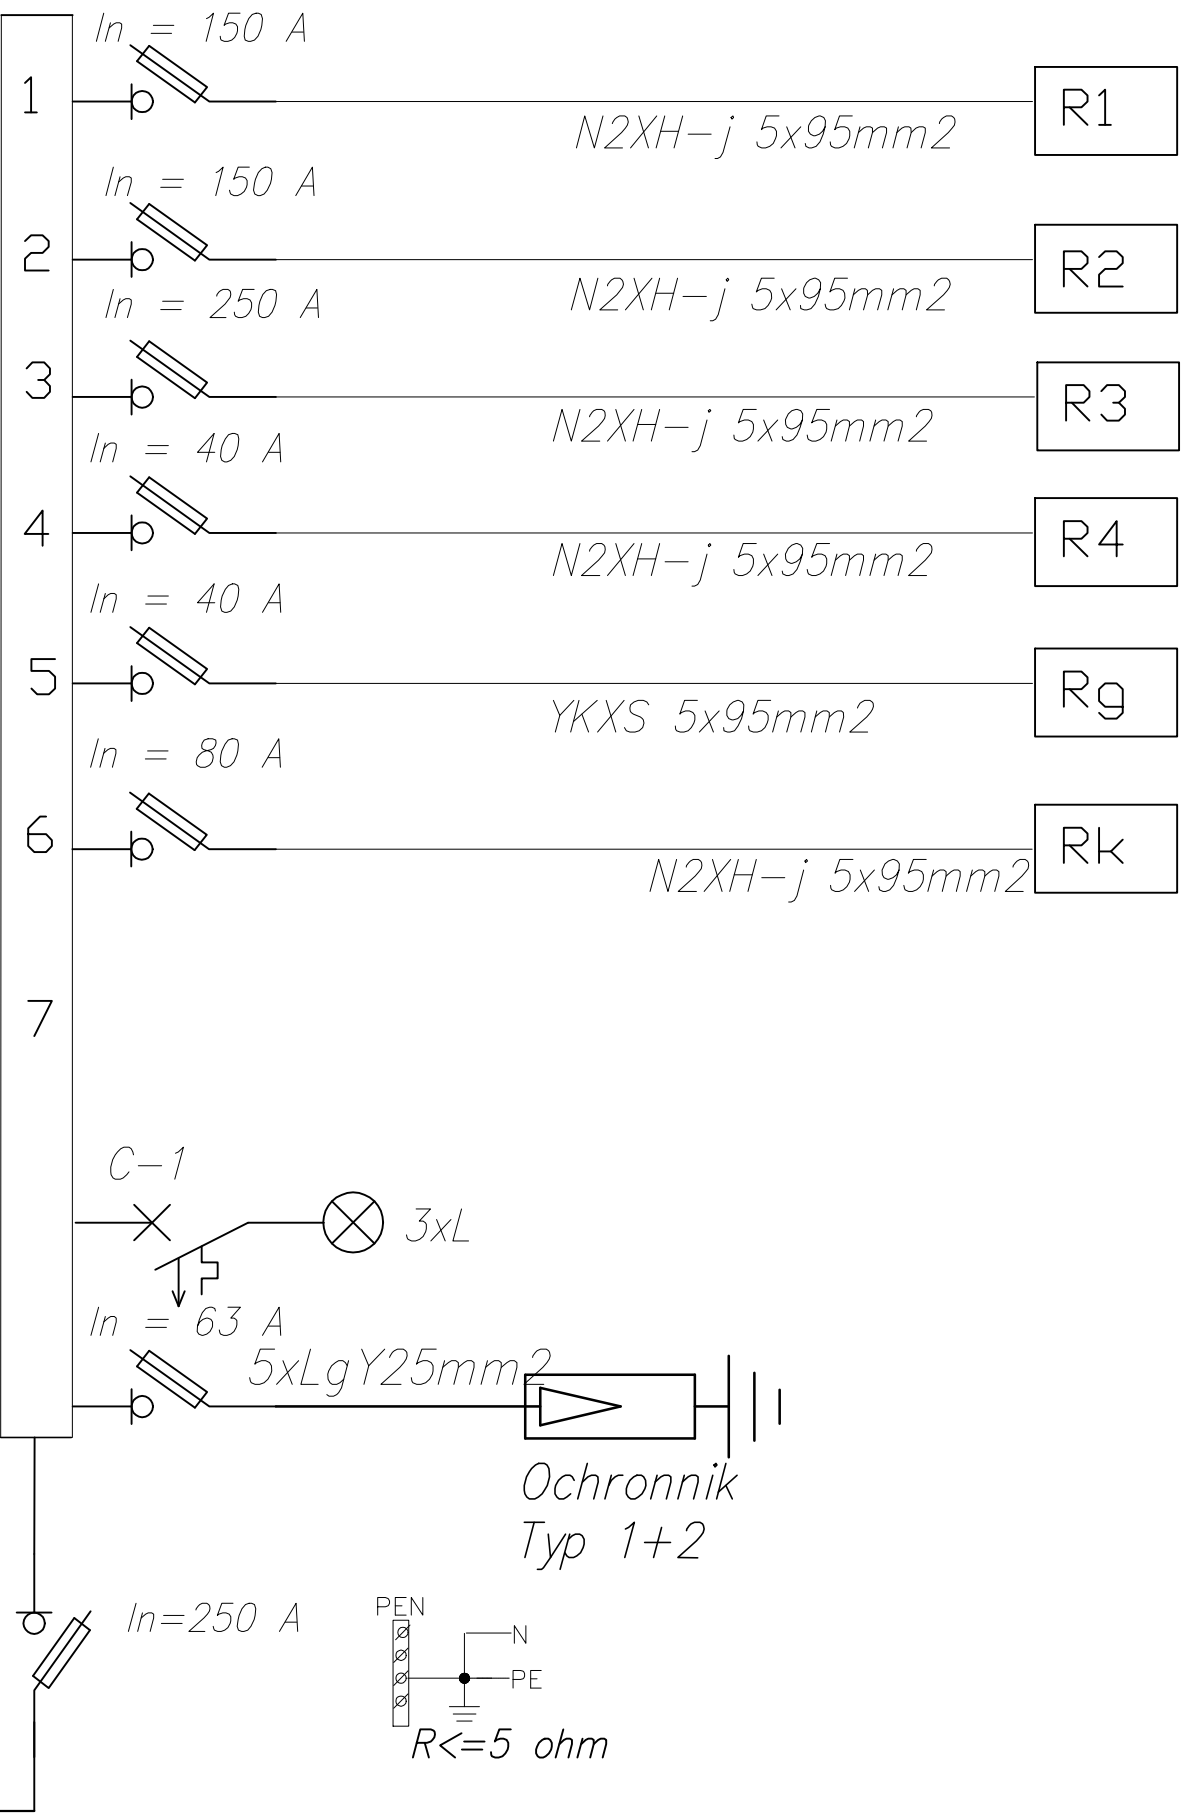 In = 150 A
1
R1
N2XH-j 5x95mm2
In = 150 A
2
R2
N2XH-j 5x95mm2
In = 250 A
3
R3
N2XH-j 5x95mm2
In = 40 A
4
R4
N2XH-j 5x95mm2
In = 40 A
5
Rg
YKXS 5x95mm2
In = 80 A
6
Rk
N2XH-j 5x95mm2
7
C-1
3xL
In = 63 A
5xLgY25mm2
Ochronnik
Typ 1+2
In=250 A
PEN
N
PE
R<=5 ohm